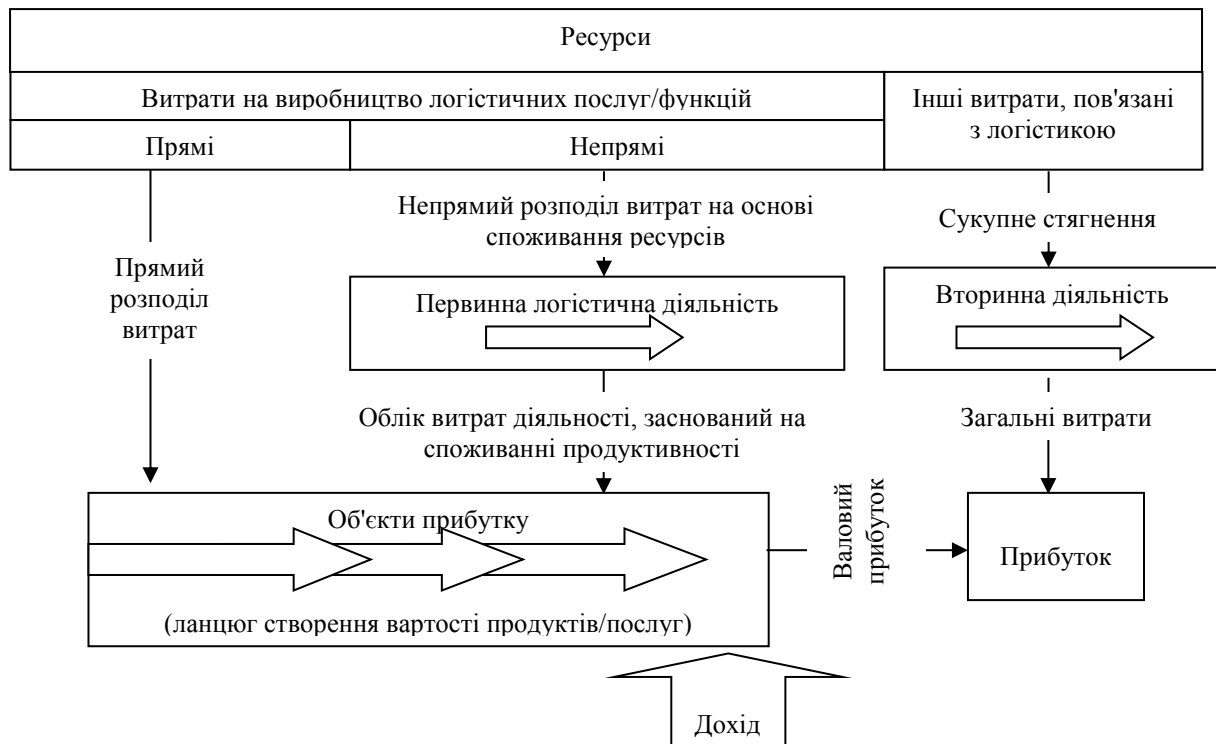 Ресурси
Витрати на виробництво логістичних послуг/функцій
Інші витрати, пов'язані
з логістикою
Прямі
Непрямі
Непрямий розподіл витрат на основі
споживання ресурсів
Сукупне стягнення
Прямий
розподіл
витрат
Первинна логістична діяльність
Вторинна діяльність
Облік витрат діяльності, заснований на
споживанні продуктивності
Загальні витрати
Об'єкти прибутку
(ланцюг створення вартості продуктів/послуг)
Валовий
прибуток
Прибуток
Дохід